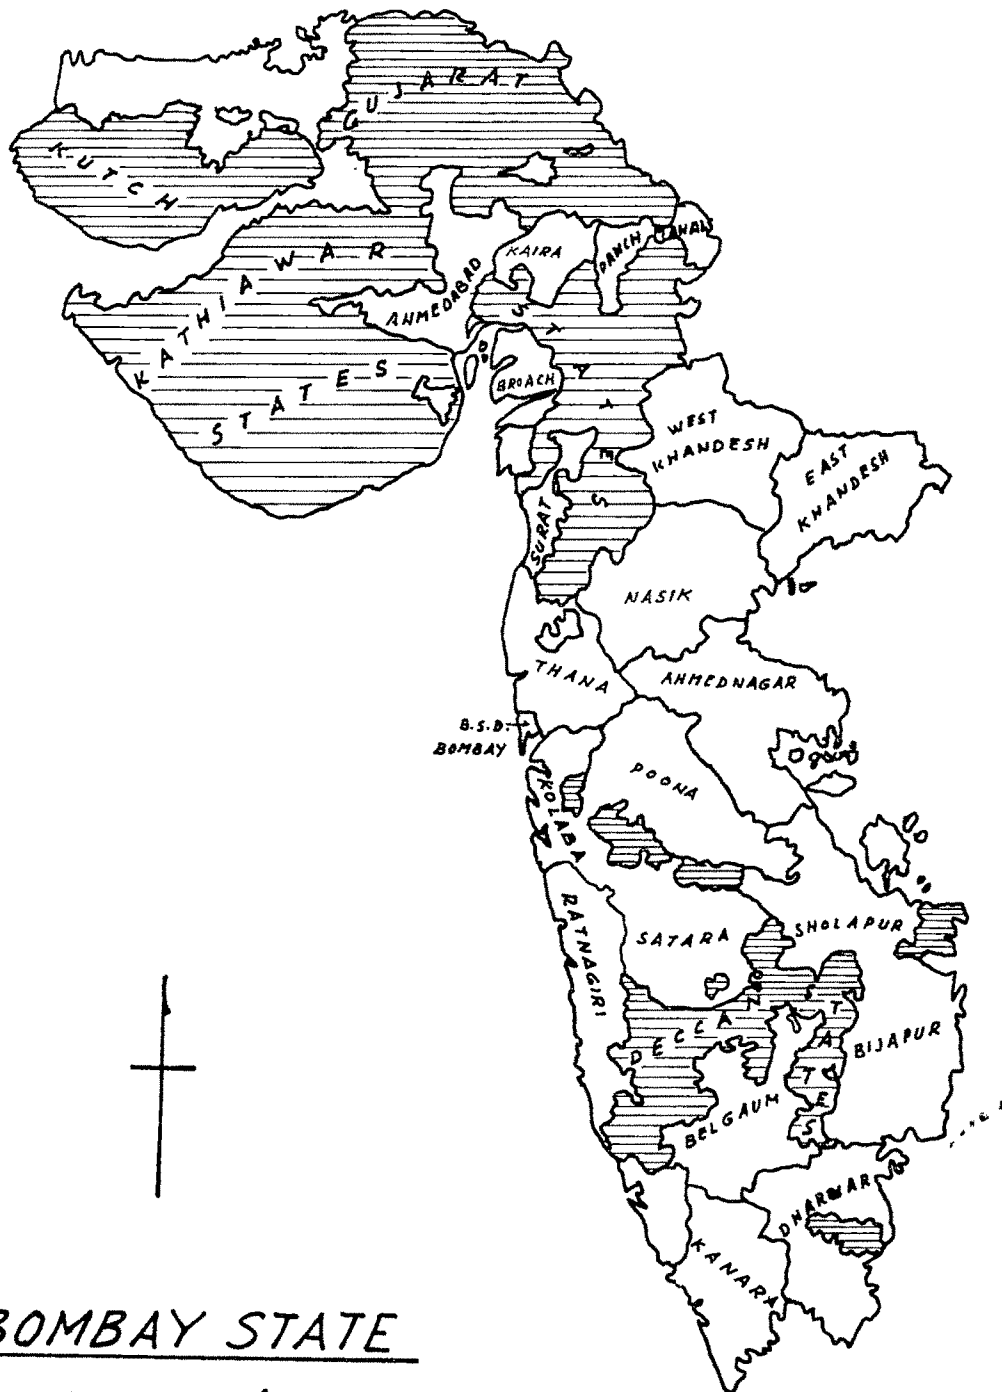 GUJARAT
KUTCH
PANCH MAHALS
KAIRA
KATHIAWAR
AHMEDABAD
STATES
BROACH
STATES
WEST
KHANDESH
EAST
KHANDESH
SURAT
NASIK
THANA
AHMEDNAGAR
B.S.D.
BOMBAY
POONA
KOLABA
RATNAGIRI
SATARA
SHOLAPUR
DECCAN
STATES
BIJAPUR
BELGAUM
DHARWAR
KANARA
BOMBAY STATE